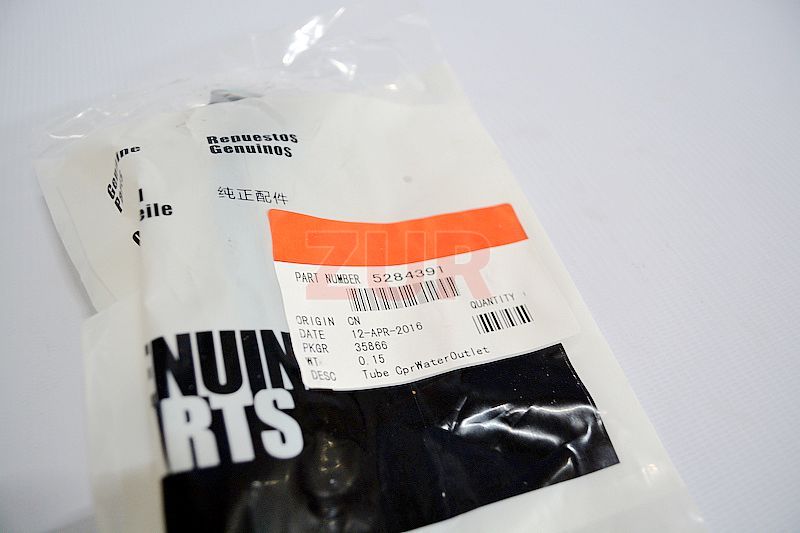 Repuestos
Genuinos
Genuine
纯正配件
ZUR
PART NUMBER 5284391
QUANTITY
ORIGIN CN
DATE 12-APR-2016
PKGR 35866
WT 0.15
DESC Tube CprWaterOutlet
ENUIN
RTS